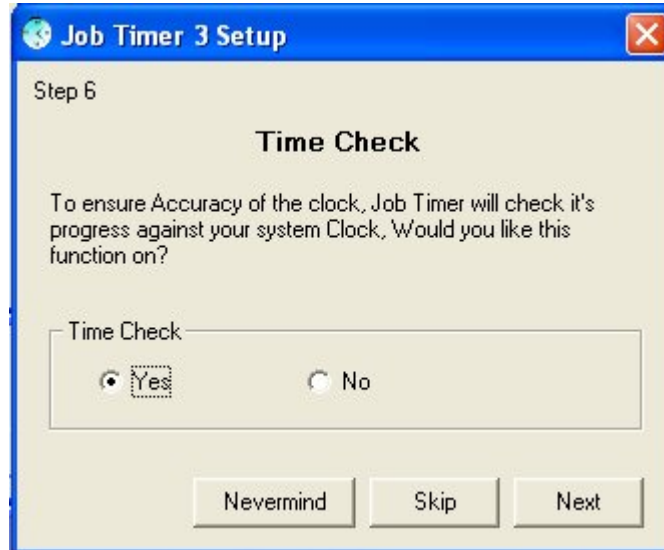 Job Timer 3 Setup
Step 6
Time Check
To ensure Accuracy of the clock, Job Timer will check it's
progress against your system Clock, Would you like this
function on?
Time Check
Yes No
Nevermind Skip Next